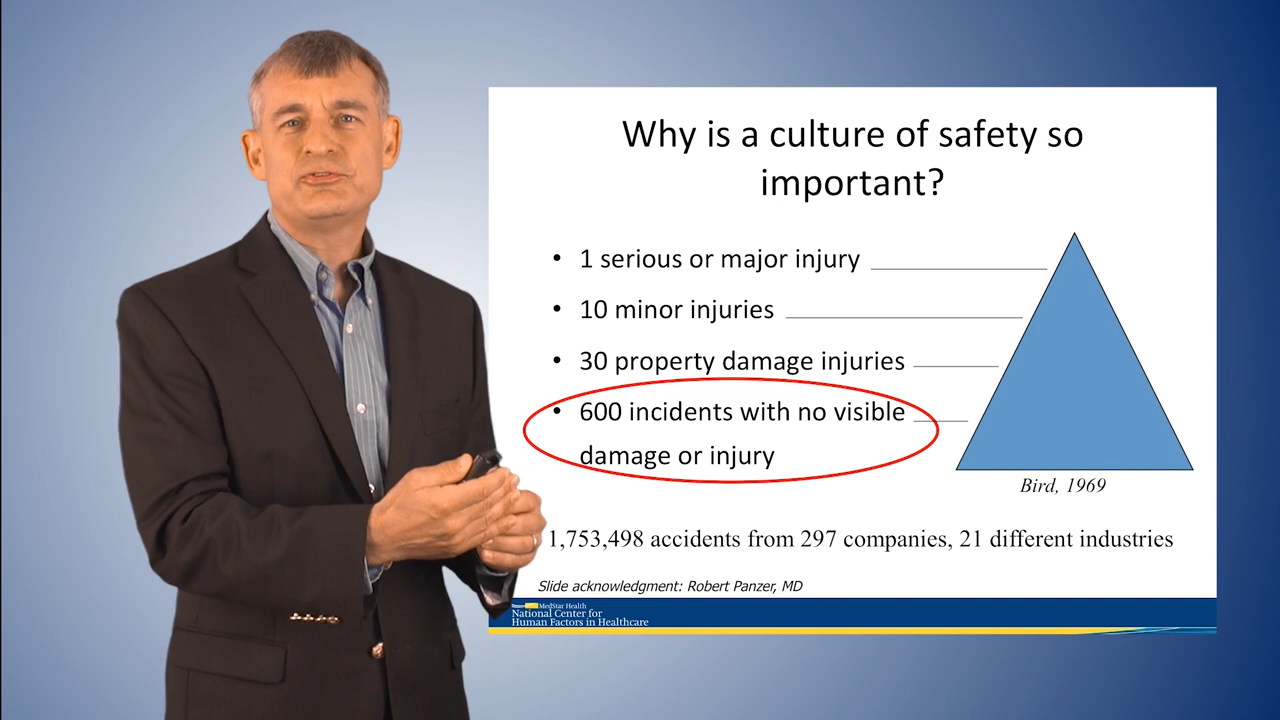 Why is a culture of safety so
important?
• 1 serious or major injury
• 10 minor injuries
• 30 property damage injuries
• 600 incidents with no visible
damage or injury
Bird, 1969
1,753,498 accidents from 297 companies, 21 different industries
Slide acknowledgment: Robert Panzer, MD
MedStar Health
National Center for
Human Factors in Healthcare